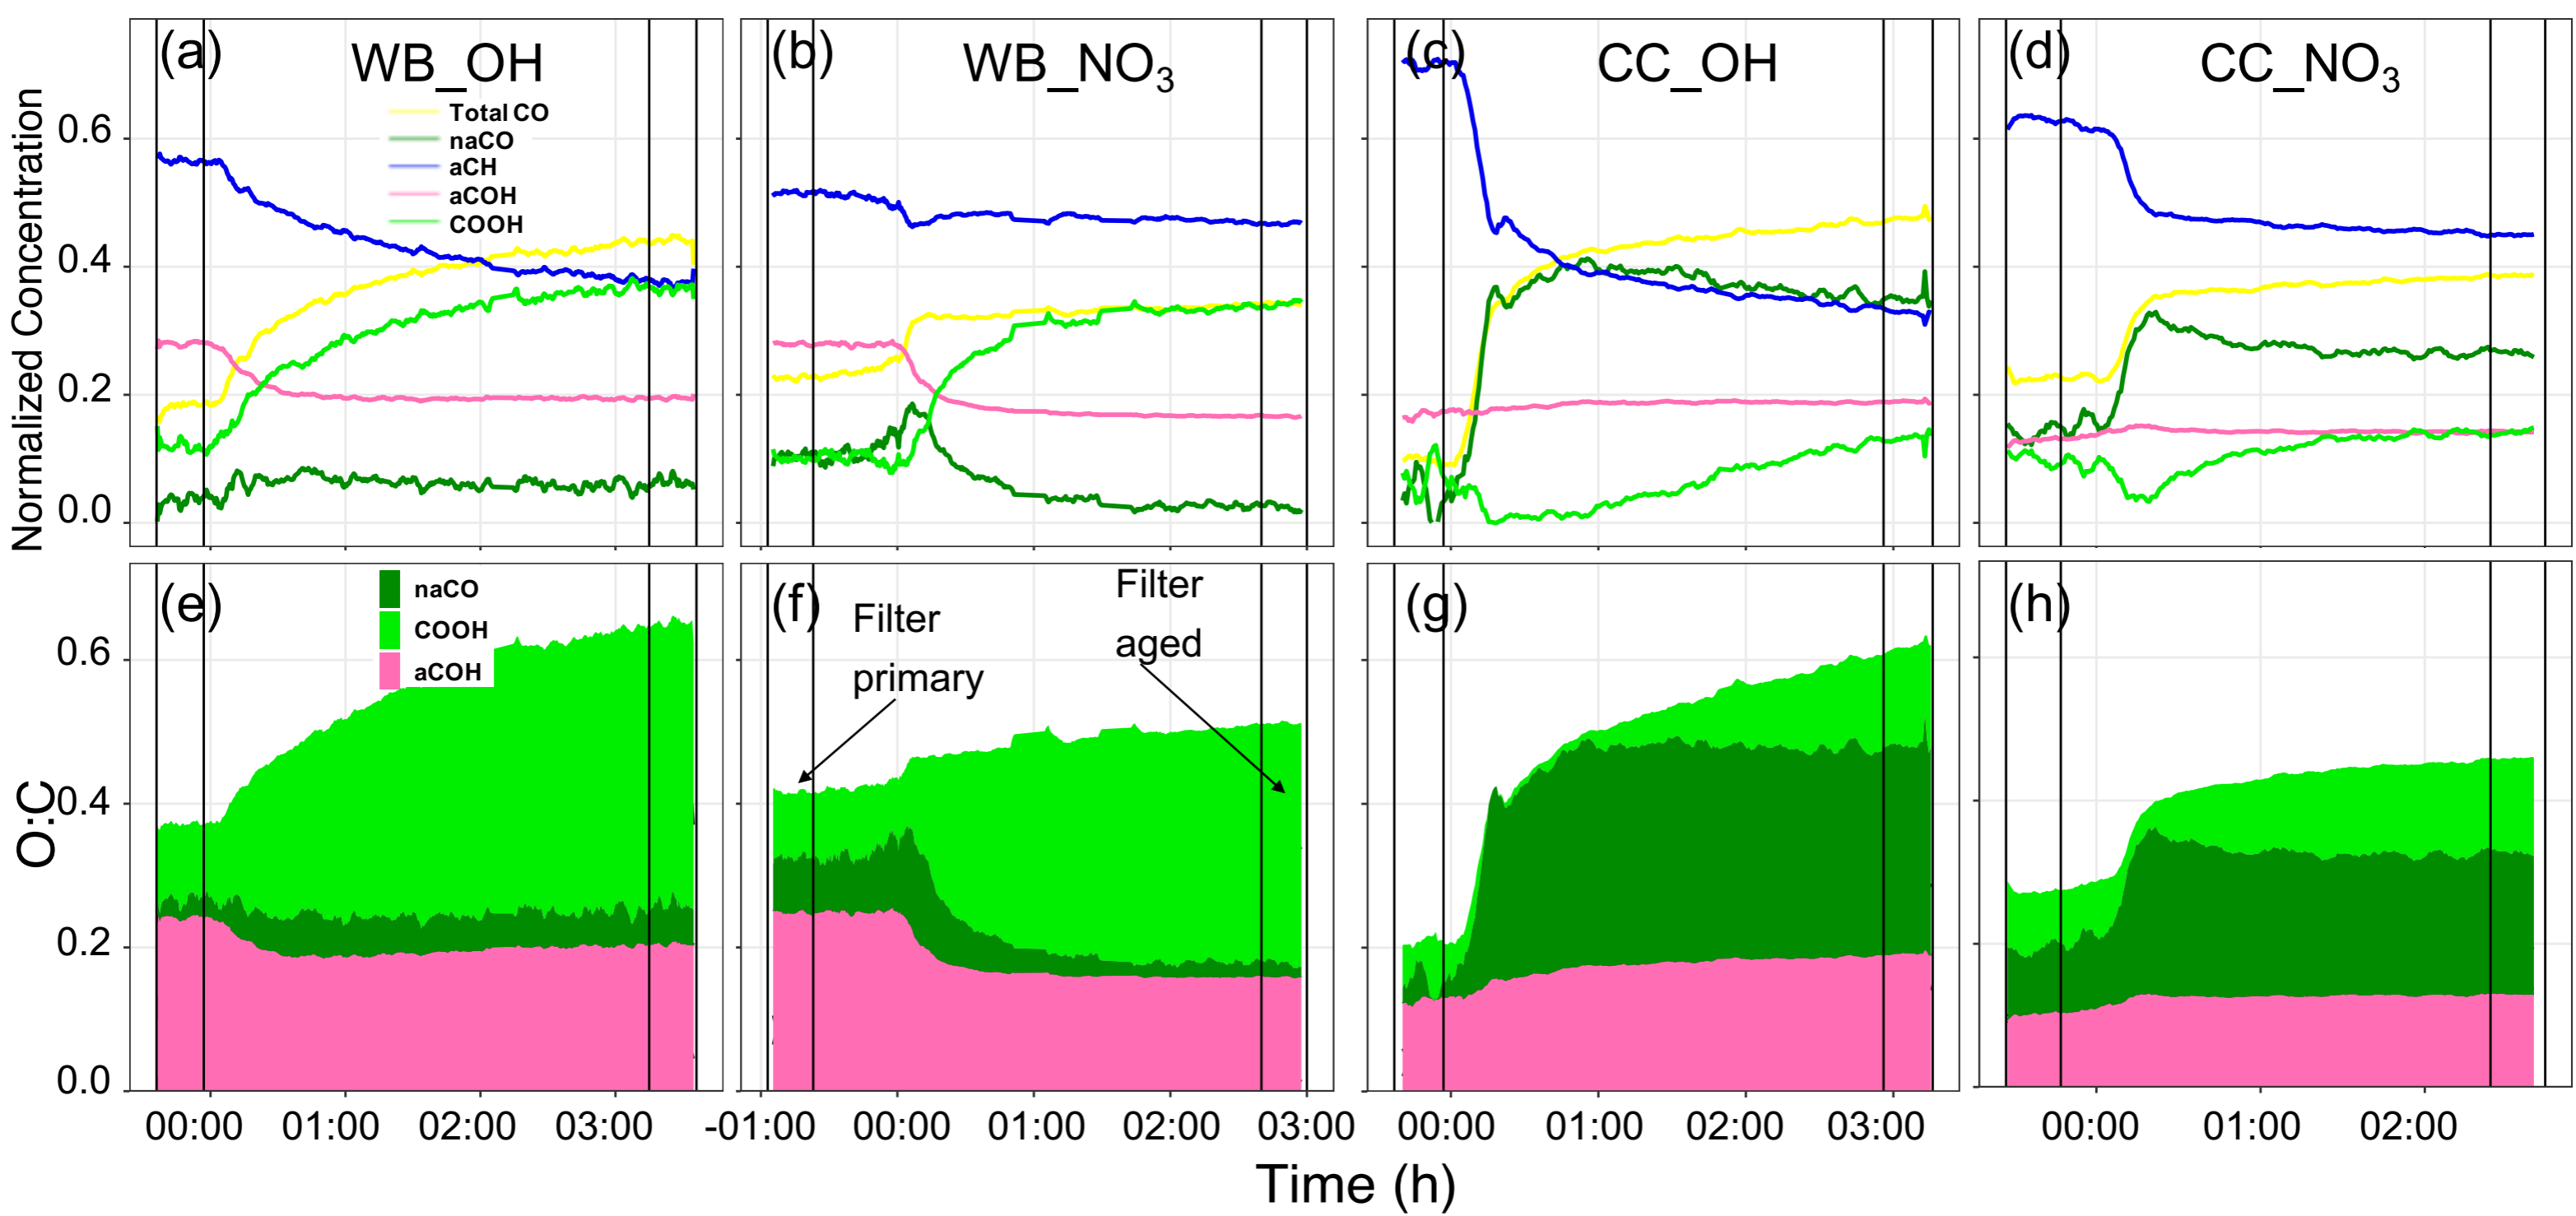 (a) WB_OH
(b) WB_NO3
(c) CC_OH
(d) CC_NO3
Normalized Concentration
0.6
0.4
0.2
0.0
Total CO
naCO
aCH
aCOH
COOH
(e)
(f)
(g)
(h)
O:C
0.6
0.4
0.2
0.0
naCO
COOH
aCOH
Filter
primary
Filter
aged
00:00 01:00 02:00 03:00
-01:00 00:00 01:00 02:00 03:00
00:00 01:00 02:00 03:00
00:00 01:00 02:00
Time (h)